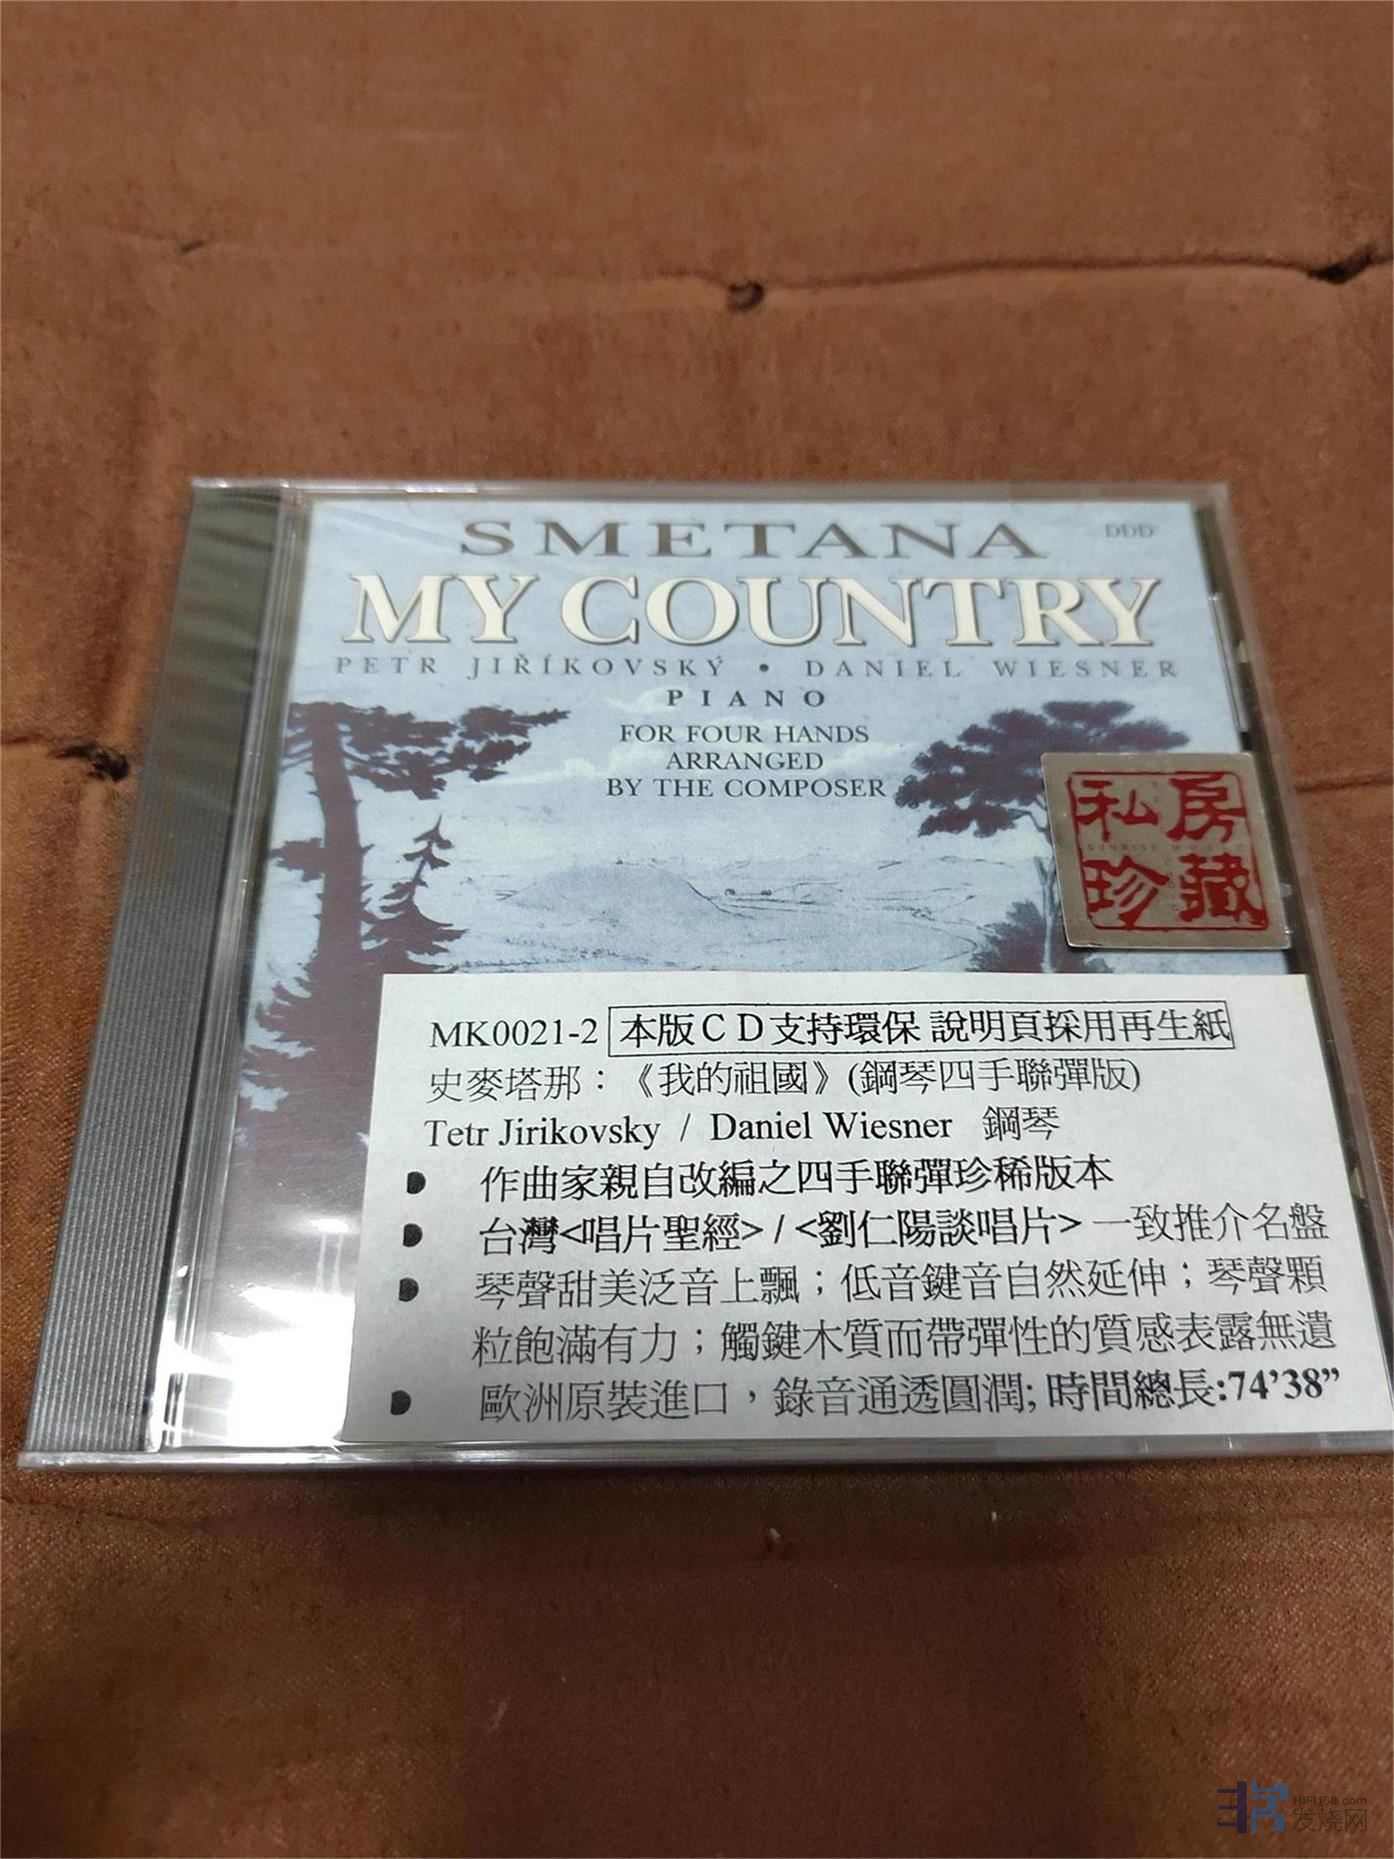 SMETANA
DDD
MY COUNTRY
PETR JIŘÍKOVSKÝ • DANIEL WIESNER
PIANO
FOR FOUR HANDS
ARRANGED
BY THE COMPOSER
私房
SUNRISE MUSIC
珍藏
MK0021-2 本版CD支持環保 說明頁採用再生紙
史麥塔那：《我的祖國》(鋼琴四手聯彈版)
Tetr Jirikovsky / Daniel Wiesner 鋼琴
● 作曲家親自改編之四手聯彈珍稀版本
● 台灣<唱片聖經> / <劉仁陽談唱片> 一致推介名盤
● 琴聲甜美泛音上飄；低音鍵音自然延伸；琴聲顆
粒飽滿有力；觸鍵木質而帶彈性的質感表露無遺
● 歐洲原裝進口，錄音通透圓潤; 時間總長:74’38”
HIFI168.com
发烧网